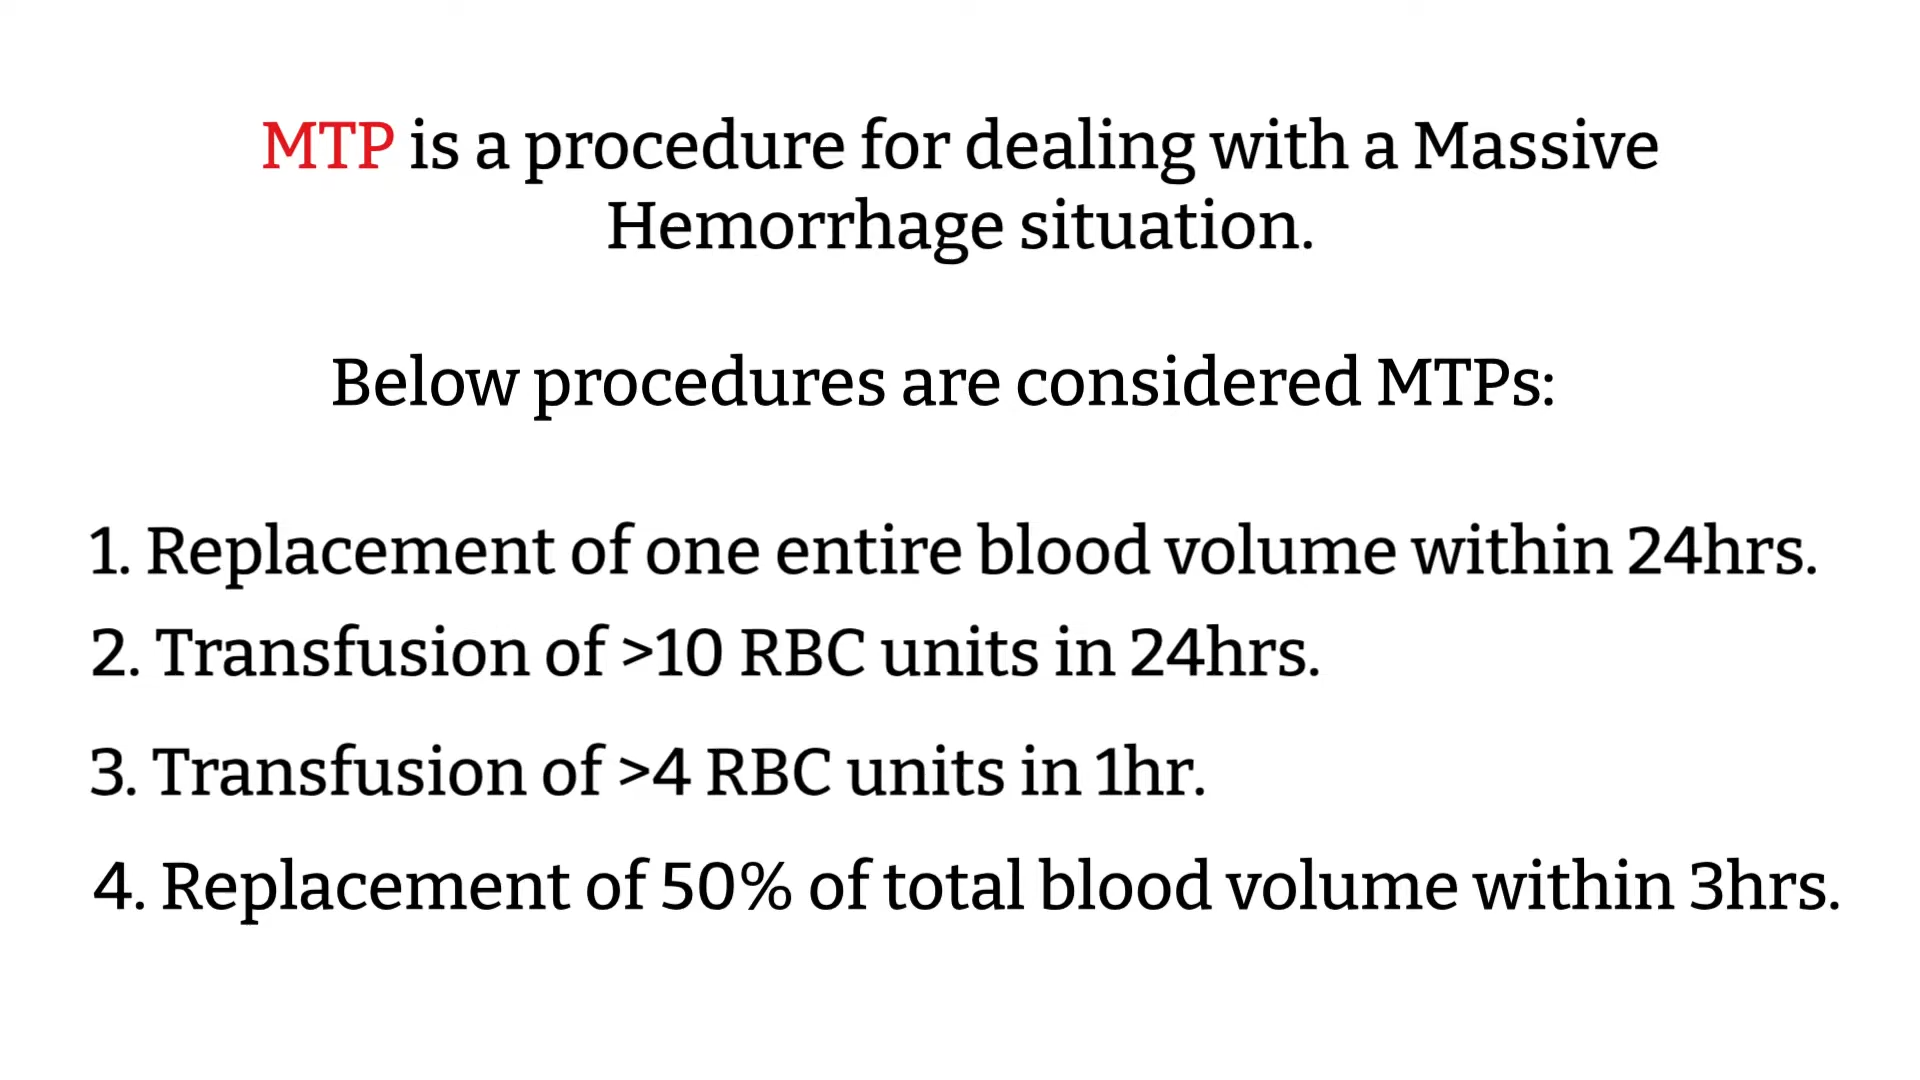 MTP is a procedure for dealing with a Massive
Hemorrhage situation.
Below procedures are considered MTPs:
1. Replacement of one entire blood volume within 24hrs.
2. Transfusion of >10 RBC units in 24hrs.
3. Transfusion of >4 RBC units in 1hr.
4. Replacement of 50% of total blood volume within 3hrs.